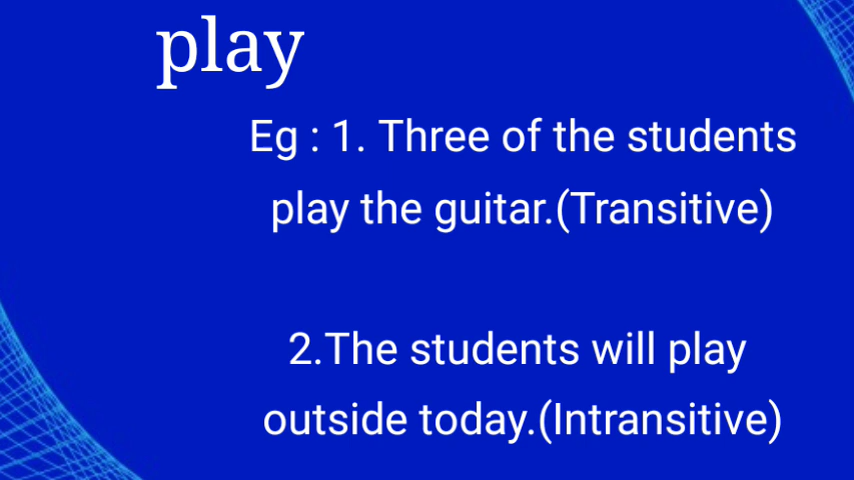 play
Eg : 1. Three of the students
play the guitar.(Transitive)
2.The students will play
outside today.(Intransitive)